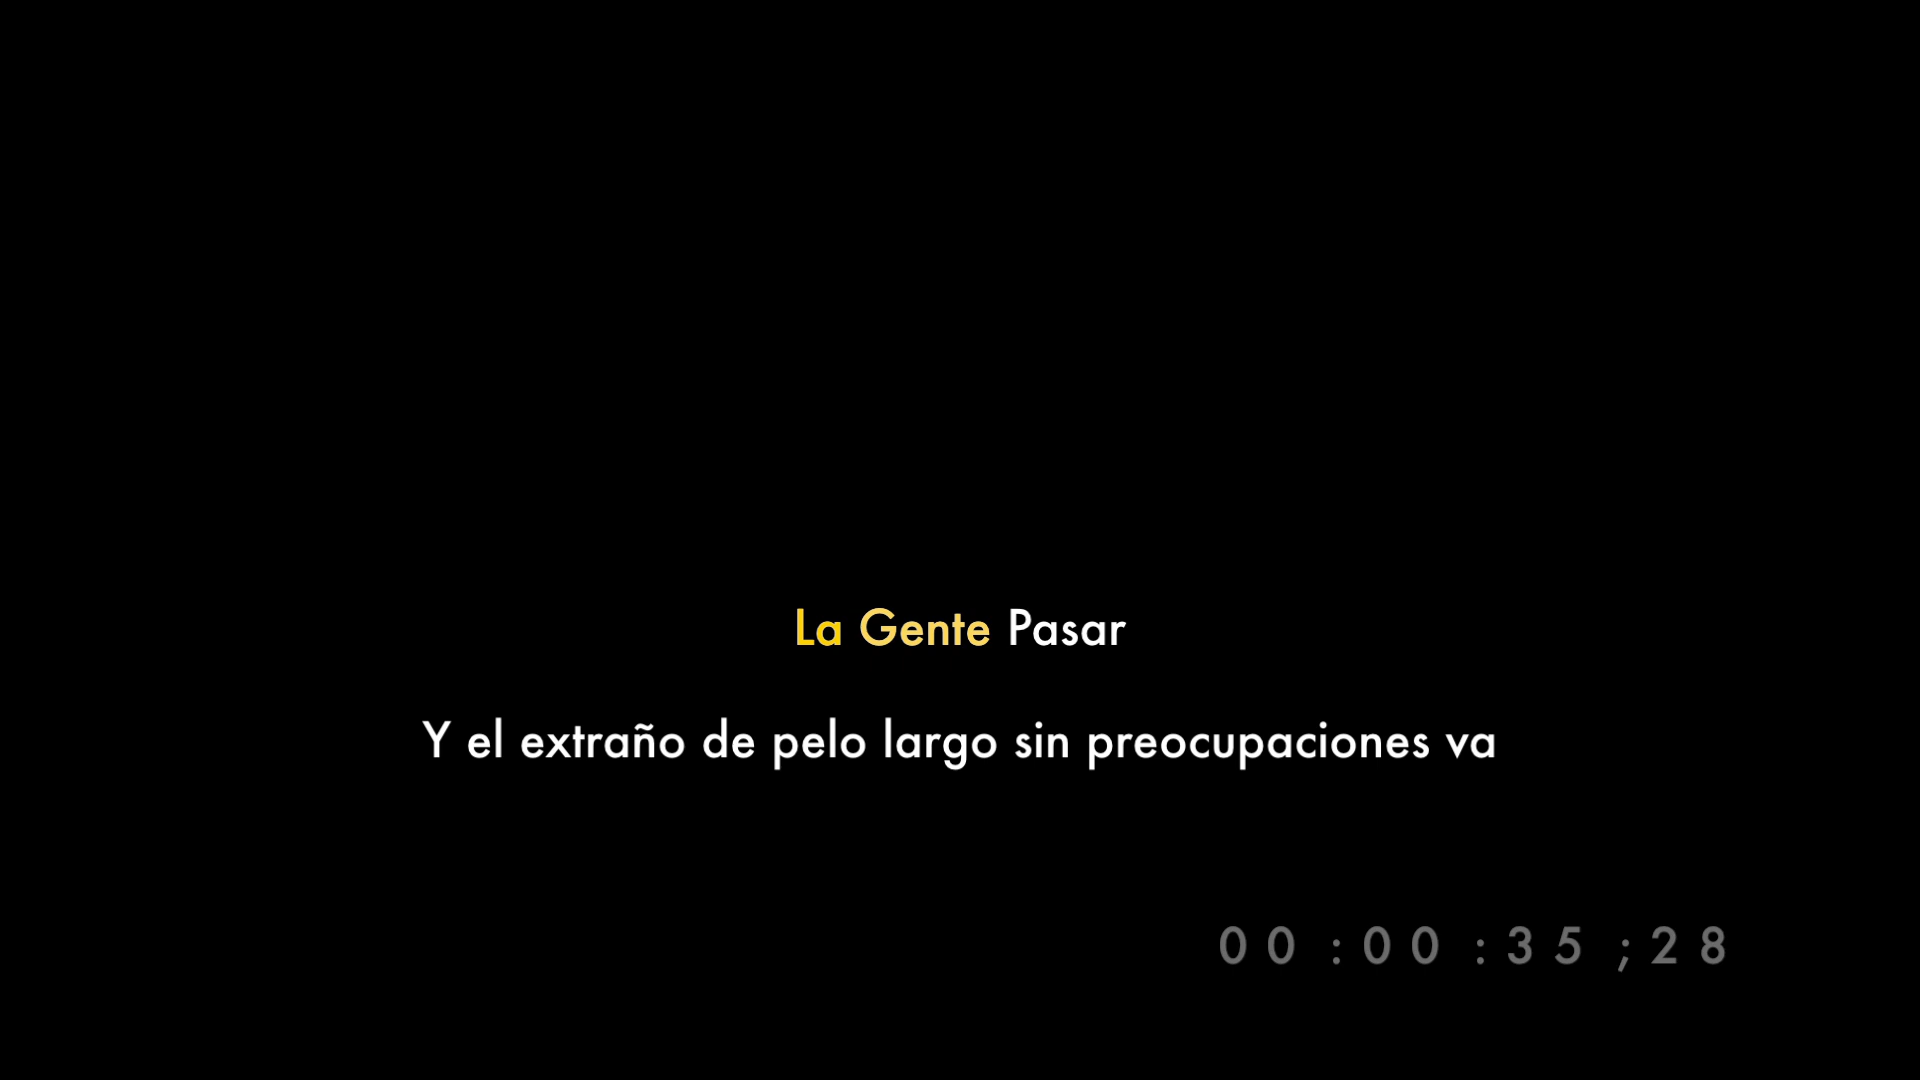 La Gente Pasar
Y el extraño de pelo largo sin preocupaciones va
00:00:35;28